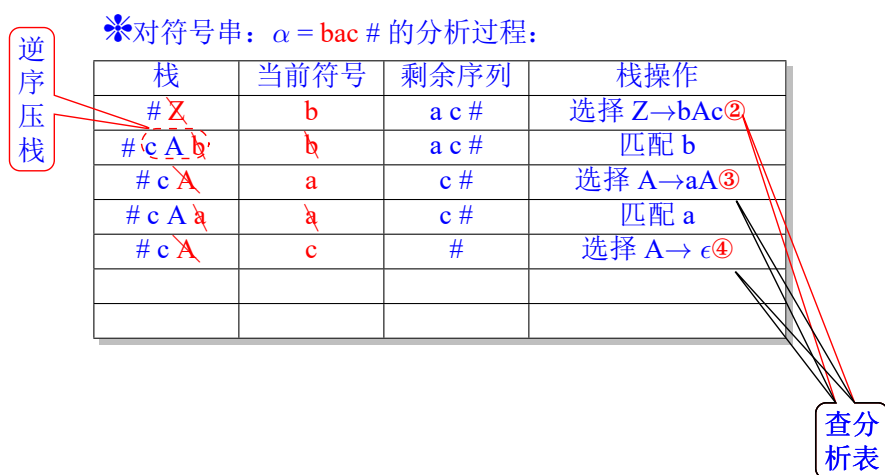 ❋对符号串：α = bac # 的分析过程：
逆序压栈
栈 当前符号 剩余序列 栈操作
# Z b a c # 选择 Z→bAc②
# c A b b a c # 匹配 b
# c A a c # 选择 A→aA③
# c A a a c # 匹配 a
# c A c # 选择 A→ ϵ④
查分
析表